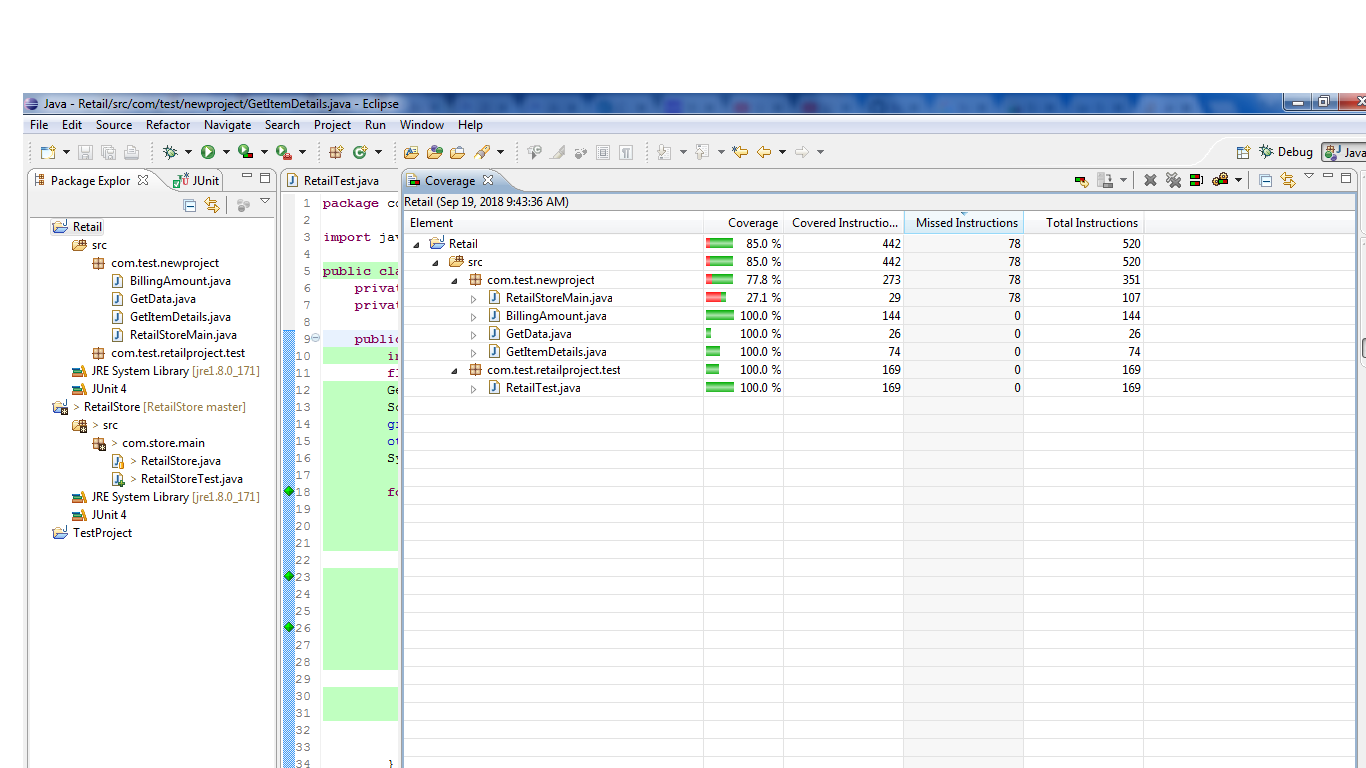 Java - Retail/src/com/test/newproject/GetItemDetails.java - Eclipse
File Edit Source Refactor Navigate Search Project Run Window Help
Debug Java
Package Explor JUnit
Retail
src
com.test.newproject
BillingAmount.java
GetData.java
GetItemDetails.java
RetailStoreMain.java
com.test.retailproject.test
JRE System Library [jre1.8.0_171]
JUnit 4
> RetailStore [RetailStore master]
> src
> com.store.main
> RetailStore.java
> RetailStoreTest.java
JRE System Library [jre1.8.0_171]
JUnit 4
TestProject
RetailTest.java
1 package co
2
3 import jav
4
5 public cla
6 privat
7 privat
8
9 public
10 in
11 fl
12 Ge
13 Sc
14 gi
15 ot
16 Sy
17
18 fo
19
20
21
22
23
24
25
26
27
28
29
30
31
32
33
34 }
Coverage
Retail (Sep 19, 2018 9:43:36 AM)
Element Coverage Covered Instructio... Missed Instructions Total Instructions
Retail 85.0 % 442 78 520
src 85.0 % 442 78 520
com.test.newproject 77.8 % 273 78 351
RetailStoreMain.java 27.1 % 29 78 107
BillingAmount.java 100.0 % 144 0 144
GetData.java 100.0 % 26 0 26
GetItemDetails.java 100.0 % 74 0 74
com.test.retailproject.test 100.0 % 169 0 169
RetailTest.java 100.0 % 169 0 169